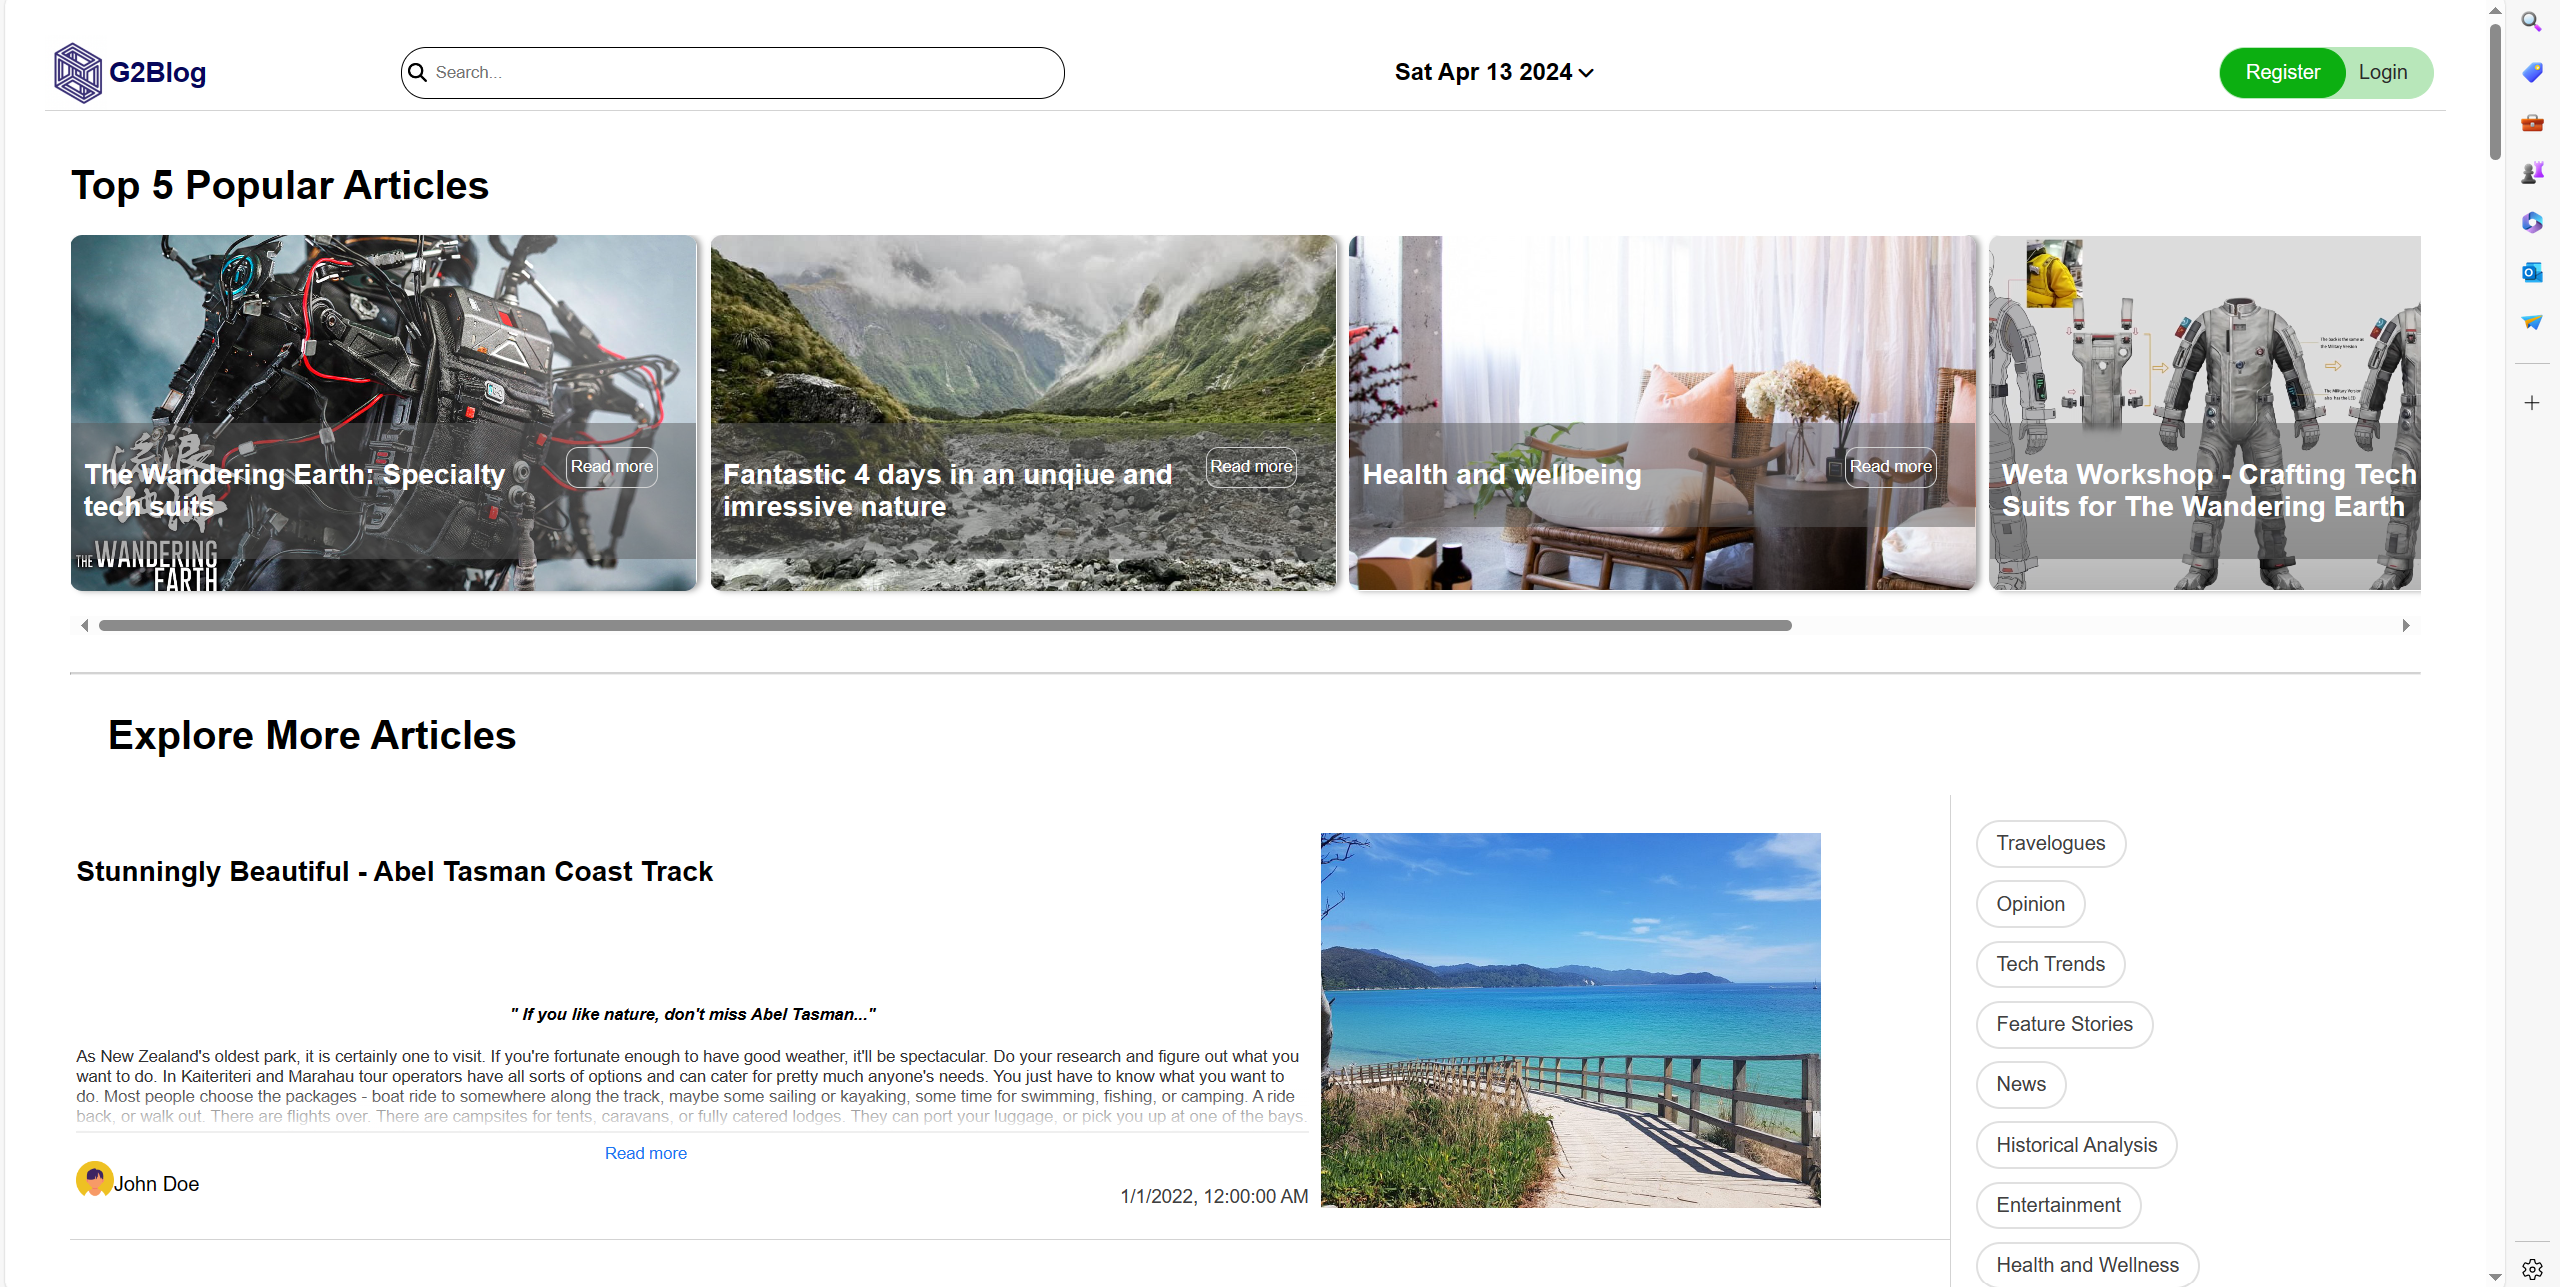 G2Blog
Search...
Sat Apr 13 2024
Register
Login
Top 5 Popular Articles
The Wandering Earth: Specialty
tech suits
Read more
流浪
THE WANDERING
EARTH
Fantastic 4 days in an unqiue and
imressive nature
Read more
Health and wellbeing
Read more
Weta Workshop - Crafting Tech
Suits for The Wandering Earth
Explore More Articles
Stunningly Beautiful - Abel Tasman Coast Track
" If you like nature, don't miss Abel Tasman..."
As New Zealand's oldest park, it is certainly one to visit. If you're fortunate enough to have good weather, it'll be spectacular. Do your research and figure out what you
want to do. In Kaiteriteri and Marahau tour operators have all sorts of options and can cater for pretty much anyone's needs. You just have to know what you want to
do. Most people choose the packages - boat ride to somewhere along the track, maybe some sailing or kayaking, some time for swimming, fishing, or camping. A ride
back, or walk out. There are flights over. There are campsites for tents, caravans, or fully catered lodges. They can port your luggage, or pick you up at one of the bays.
Read more
John Doe
1/1/2022, 12:00:00 AM
Travelogues
Opinion
Tech Trends
Feature Stories
News
Historical Analysis
Entertainment
Health and Wellness